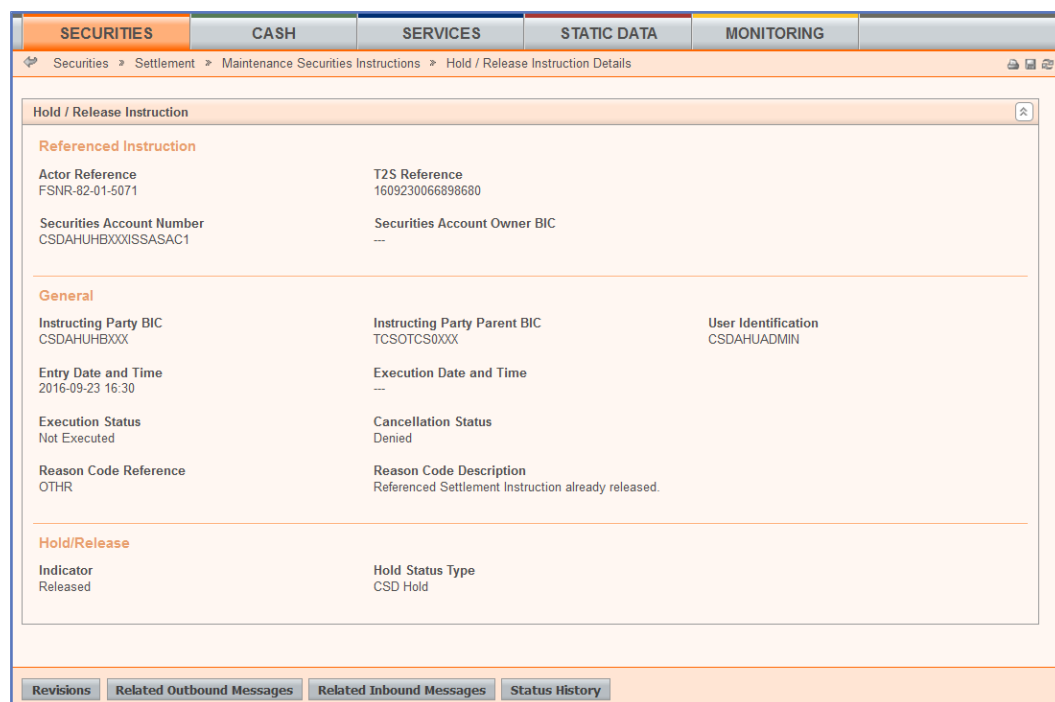 SECURITIES CASH SERVICES STATIC DATA MONITORING
Securities » Settlement » Maintenance Securities Instructions » Hold / Release Instruction Details
Hold / Release Instruction
Referenced Instruction
Actor Reference T2S Reference
FSNR-82-01-5071 1609230066898680
Securities Account Number Securities Account Owner BIC
CSDAHUHBXXXISSASAC1 ---
General
Instructing Party BIC Instructing Party Parent BIC User Identification
CSDAHUHBXXX TCSOTCS0XXX CSDAHUADMIN
Entry Date and Time Execution Date and Time
2016-09-23 16:30 ---
Execution Status Cancellation Status
Not Executed Denied
Reason Code Reference Reason Code Description
OTHR Referenced Settlement Instruction already released.
Hold/Release
Indicator Hold Status Type
Released CSD Hold
Revisions Related Outbound Messages Related Inbound Messages Status History